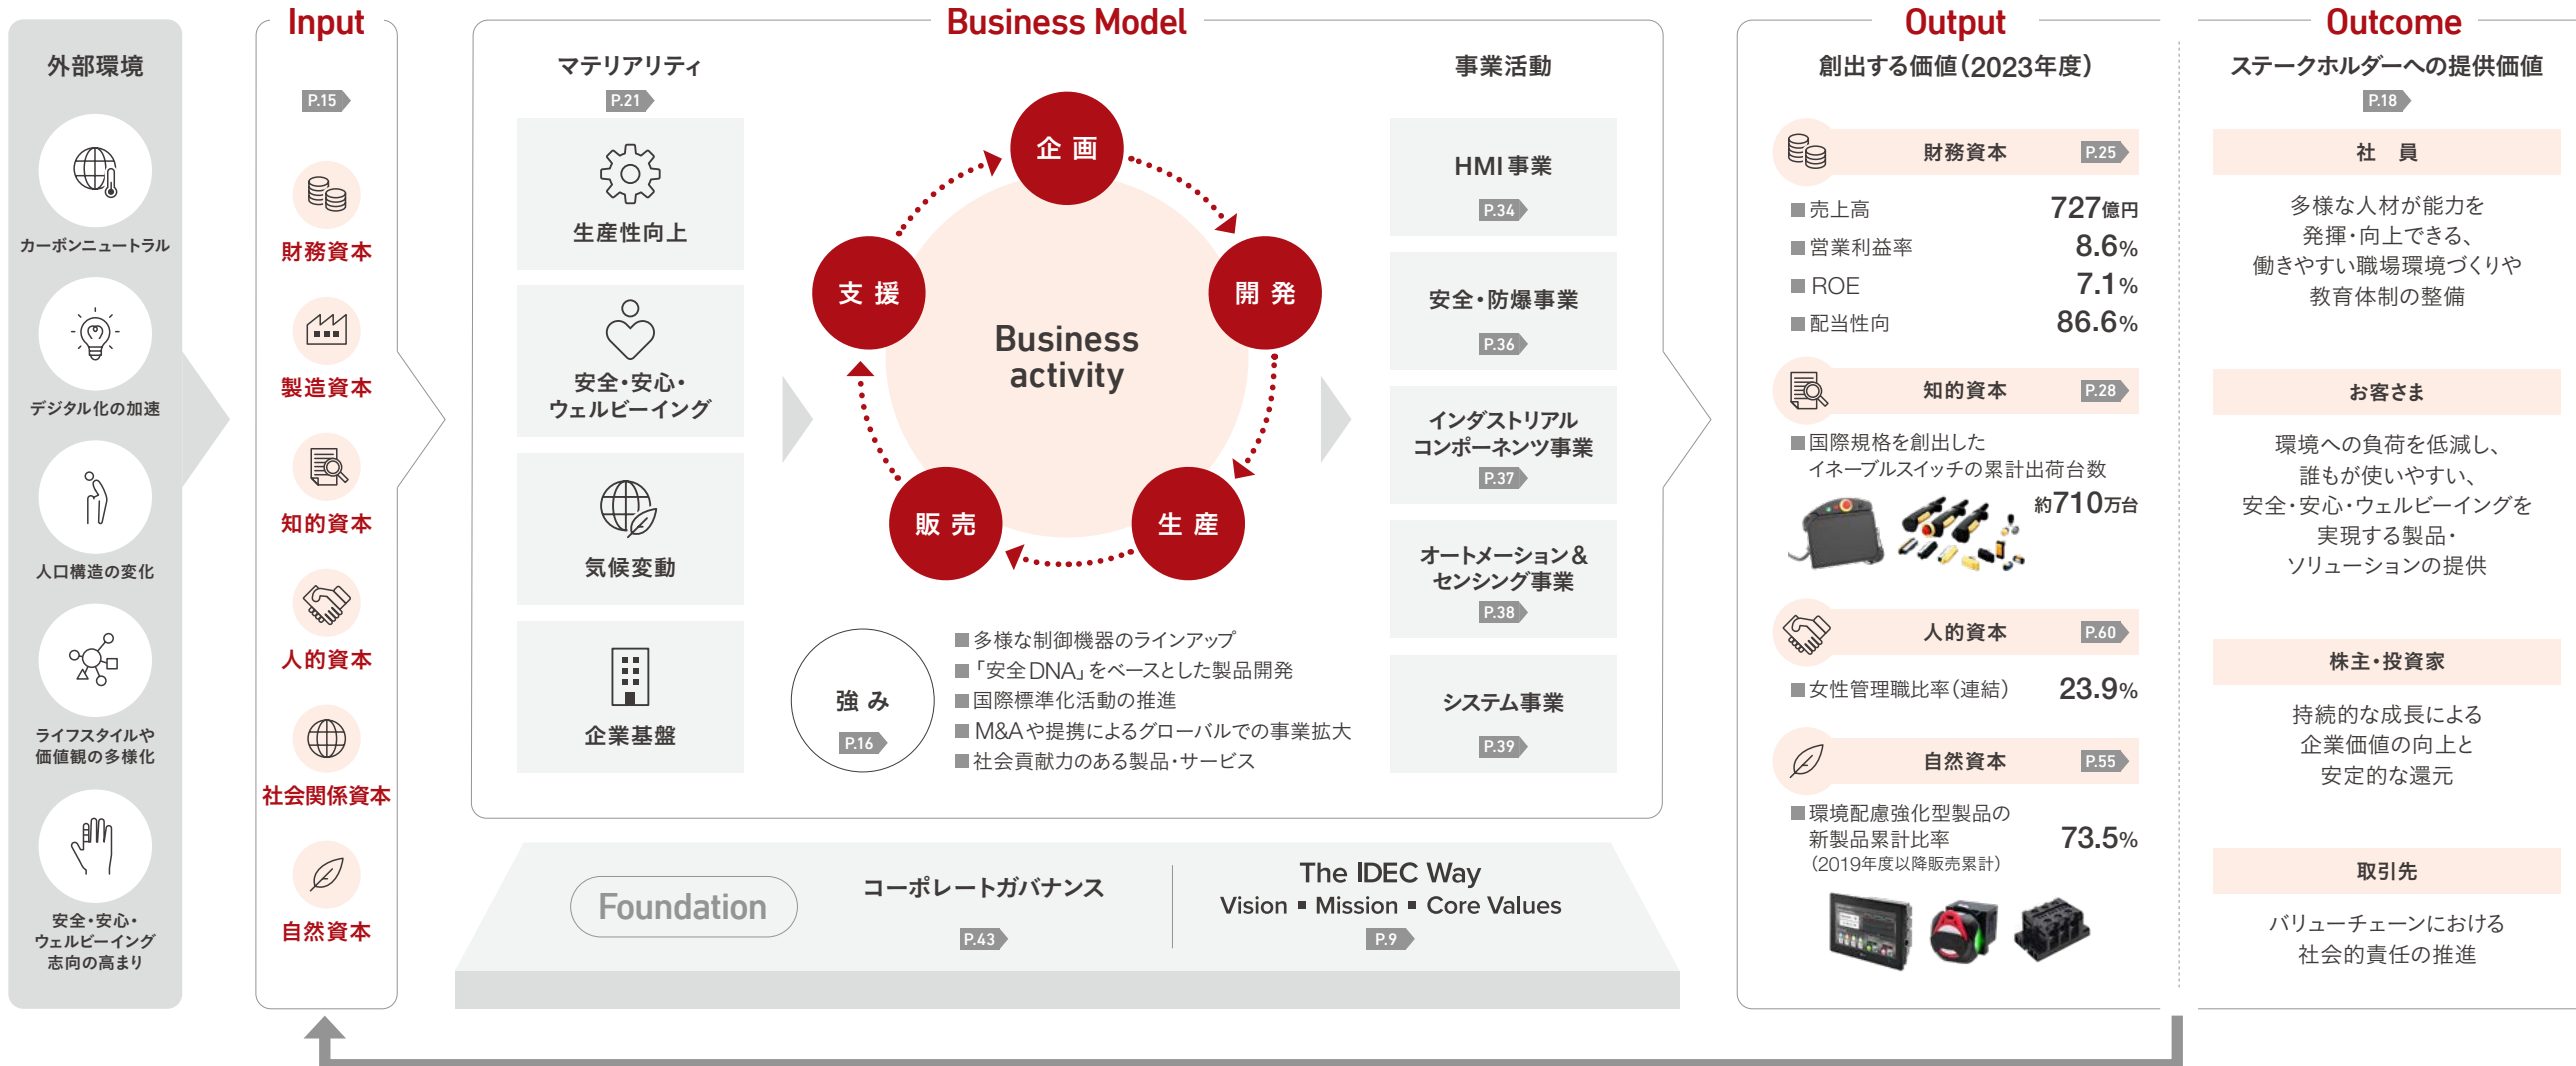 外部環境
カーボンニュートラル
デジタル化の加速
人口構造の変化
ライフスタイルや
価値観の多様化
安全・安心・
ウェルビーイング
志向の高まり
Input
P.15
財務資本
製造資本
知的資本
人的資本
社会関係資本
自然資本
Business Model
マテリアリティ
P.21
生産性向上
安全・安心・
ウェルビーイング
気候変動
企業基盤
企画
開発
生産
販売
支援
Business
activity
強み
P.16
■多様な制御機器のラインアップ
■「安全DNA」をベースとした製品開発
■国際標準化活動の推進
■M&Aや提携によるグローバルでの事業拡大
■社会貢献力のある製品・サービス
事業活動
HMI事業
P.34
安全・防爆事業
P.36
インダストリアル
コンポーネンツ事業
P.37
オートメーション&
センシング事業
P.38
システム事業
P.39
Foundation
コーポレートガバナンス
P.43
The IDEC Way
Vision ■ Mission ■ Core Values
P.9
Output
創出する価値（2023年度）
財務資本 P.25
■売上高 727億円
■営業利益率 8.6%
■ROE 7.1%
■配当性向 86.6%
知的資本 P.28
■国際規格を創出した
イネーブルスイッチの累計出荷台数
約710万台
人的資本 P.60
■女性管理職比率（連結） 23.9%
自然資本 P.55
■環境配慮強化型製品の
新製品累計比率 73.5%
（2019年度以降販売累計）
Outcome
ステークホルダーへの提供価値
P.18
社員
多様な人材が能力を
発揮・向上できる、
働きやすい職場環境づくりや
教育体制の整備
お客さま
環境への負荷を低減し、
誰もが使いやすい、
安全・安心・ウェルビーイングを
実現する製品・
ソリューションの提供
株主・投資家
持続的な成長による
企業価値の向上と
安定的な還元
取引先
バリューチェーンにおける
社会的責任の推進